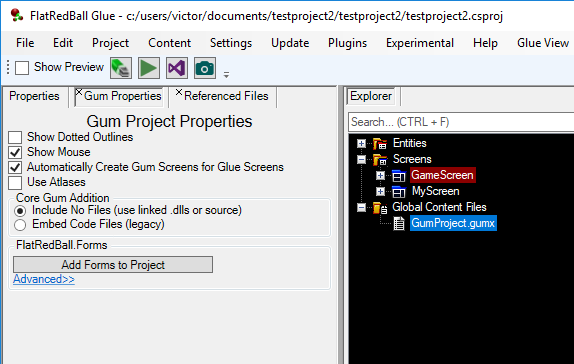 FlatRedBall Glue - c:/users/victor/documents/testproject2/testproject2/testproject2.csproj
File Edit Project Content Settings Update Plugins Experimental Help Glue View
Show Preview
Properties Gum Properties Referenced Files
Gum Project Properties
Show Dotted Outlines
Show Mouse
Automatically Create Gum Screens for Glue Screens
Use Atlases
Core Gum Addition
Include No Files (use linked .dlls or source)
Embed Code Files (legacy)
FlatRedBall.Forms
Add Forms to Project
Advanced>>
Explorer
Search... (CTRL + F)
Entities
Screens
GameScreen
MyScreen
Global Content Files
GumProject.gumx